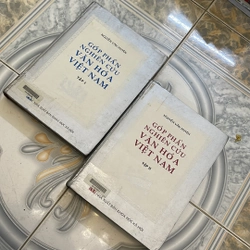 NGUYỄN VĂN HUYÊN
GÓP PHẦN
NGHIÊN CỨU
VĂN HÓA
VIỆT NAM
TẬP I
NGUYỄN VĂN HUYÊN
GÓP PHẦN
NGHIÊN CỨU
VĂN HÓA
VIỆT NAM
TẬP II